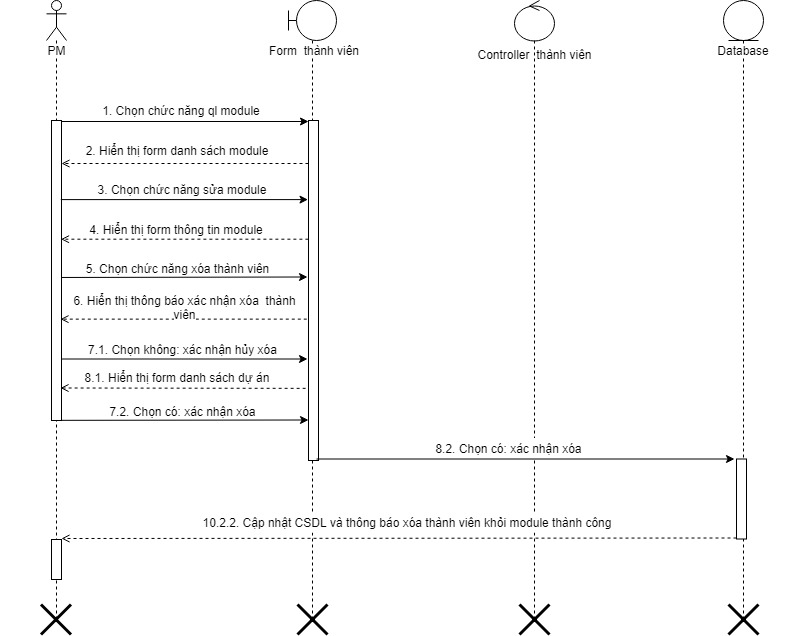 PM
Form thành viên
Controller thành viên
Database
1. Chọn chức năng ql module
2. Hiển thị form danh sách module
3. Chọn chức năng sửa module
4. Hiển thị form thông tin module
5. Chọn chức năng xóa thành viên
6. Hiển thị thông báo xác nhận xóa thành
viên
7.1. Chọn không: xác nhận hủy xóa
8.1. Hiển thị form danh sách dự án
7.2. Chọn có: xác nhận xóa
8.2. Chọn có: xác nhận xóa
10.2.2. Cập nhật CSDL và thông báo xóa thành viên khỏi module thành công